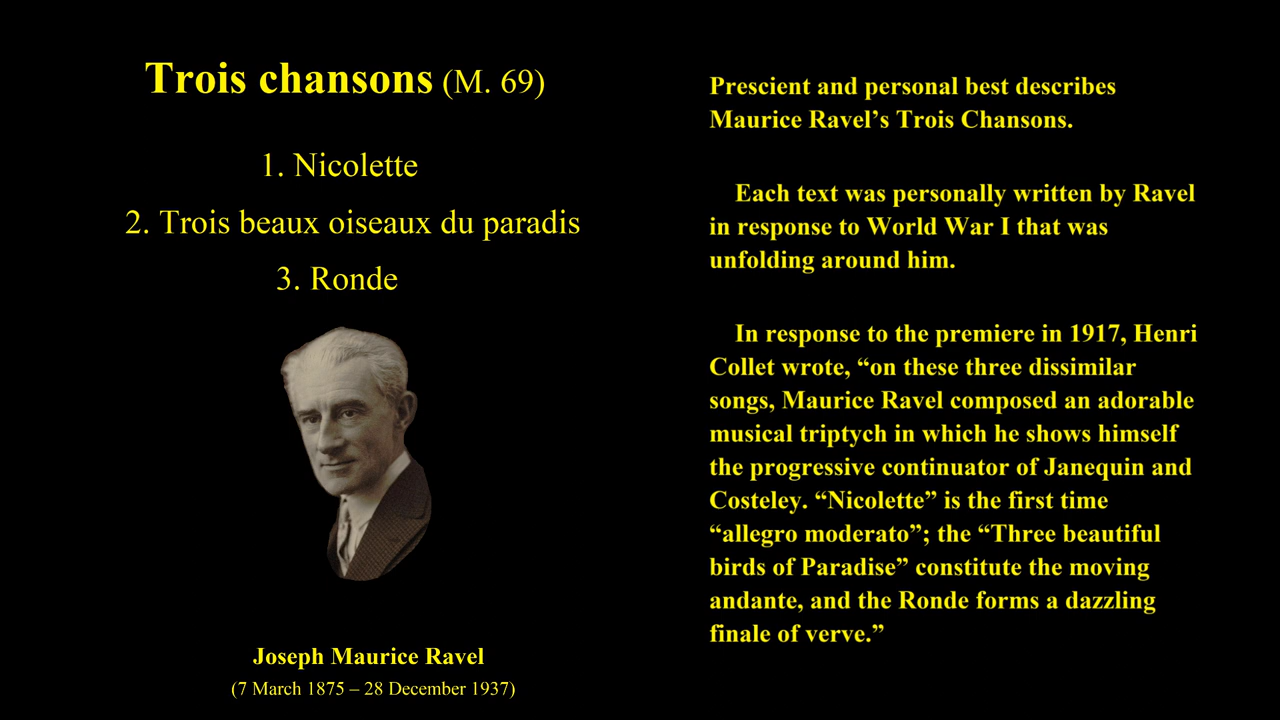 Trois chansons (M. 69)
1. Nicolette
2. Trois beaux oiseaux du paradis
3. Ronde
Joseph Maurice Ravel
(7 March 1875 – 28 December 1937)
Prescient and personal best describes
Maurice Ravel’s Trois Chansons.
Each text was personally written by Ravel
in response to World War I that was
unfolding around him.
In response to the premiere in 1917, Henri
Collet wrote, “on these three dissimilar
songs, Maurice Ravel composed an adorable
musical triptych in which he shows himself
the progressive continuator of Janequin and
Costeley. “Nicolette” is the first time
“allegro moderato”; the “Three beautiful
birds of Paradise” constitute the moving
andante, and the Ronde forms a dazzling
finale of verve.”